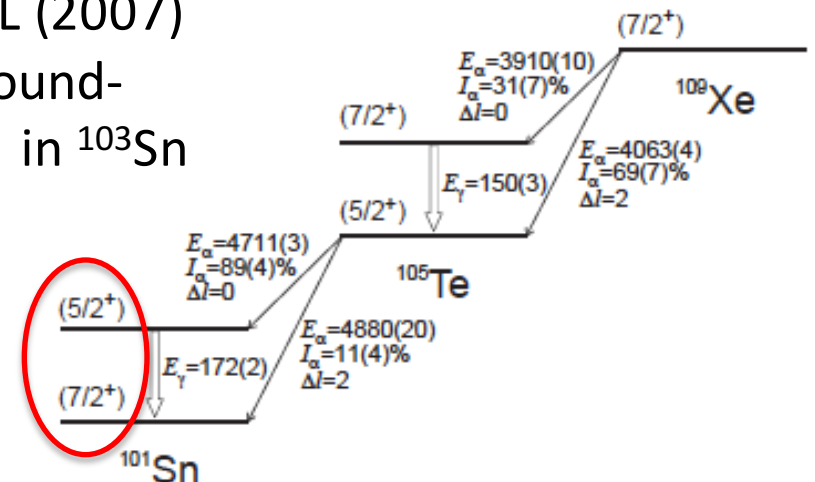 L (2007)
ound-
in ¹⁰³Sn
(7/2⁺)
Eα=3910(10)
Iα=31(7)%
Δl=0
¹⁰⁹Xe
(7/2⁺)
Eα=4063(4)
Iα=69(7)%
Δl=2
Eγ=150(3)
(5/2⁺)
Eα=4711(3)
Iα=89(4)%
Δl=0
¹⁰⁵Te
(5/2⁺)
Eα=4880(20)
Iα=11(4)%
Δl=2
Eγ=172(2)
(7/2⁺)
¹⁰¹Sn